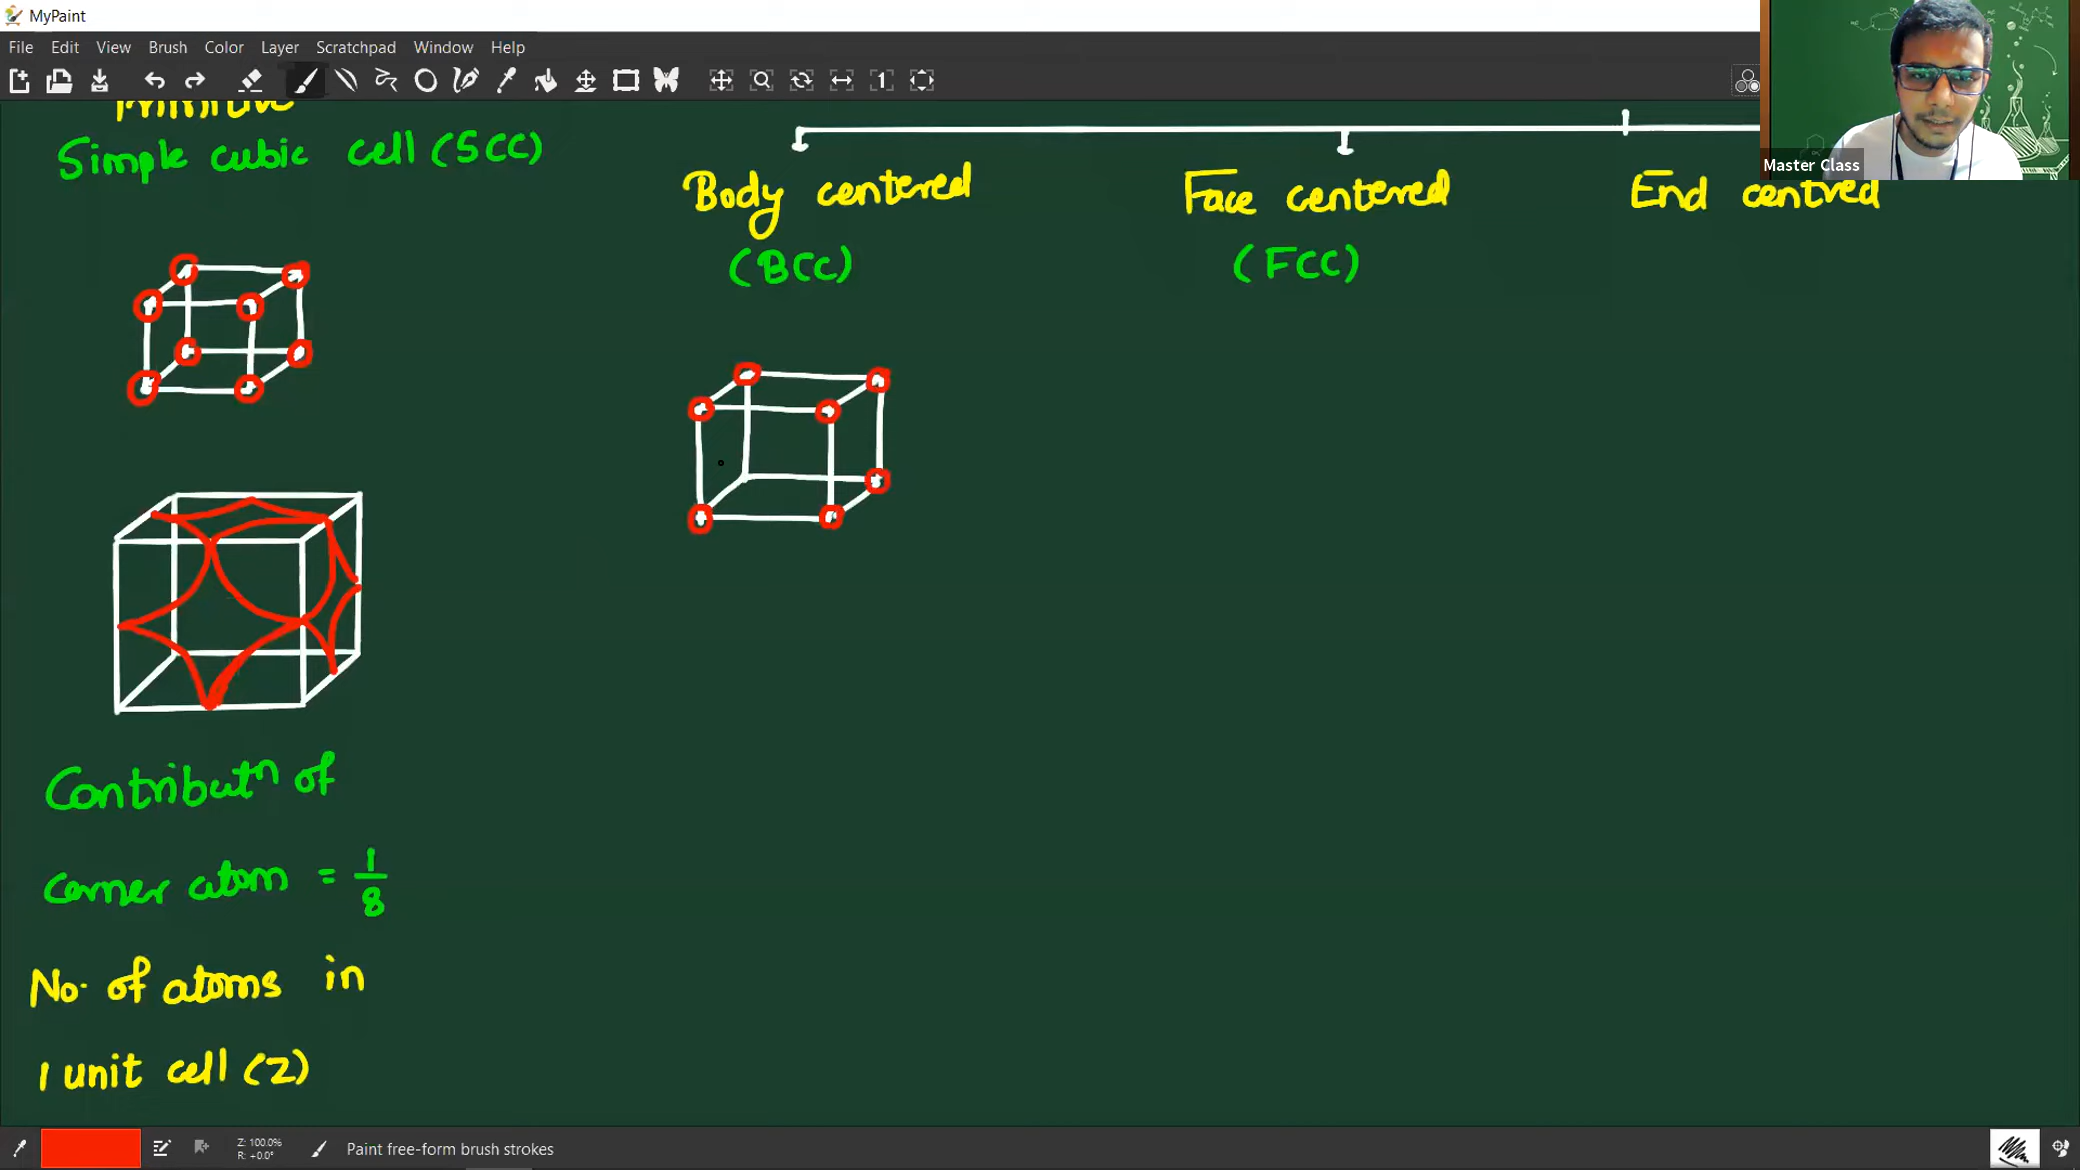 MyPaint
File Edit View Brush Color Layer Scratchpad Window Help
Master Class
Primitive
Simple cubic cell (SCC)
Body centered
(BCC)
Face centered
(FCC)
End centred
Contributn of
corner atom = 1/8
No. of atoms in
1 unit cell (Z)
Z: 100.0%
R: +0.0°
Paint free-form brush strokes